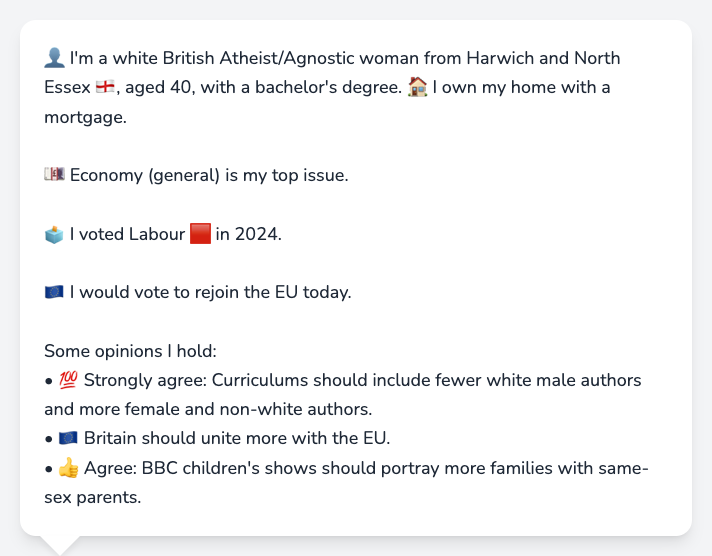 👤 I'm a white British Atheist/Agnostic woman from Harwich and North
Essex 🏴󠁧󠁢󠁥󠁮󠁧󠁿, aged 40, with a bachelor's degree. 🏠 I own my home with a
mortgage.
💷 Economy (general) is my top issue.
🗳️ I voted Labour 🟥 in 2024.
🇪🇺 I would vote to rejoin the EU today.
Some opinions I hold:
• 💯 Strongly agree: Curriculums should include fewer white male authors
and more female and non-white authors.
• 🇪🇺 Britain should unite more with the EU.
• 👍 Agree: BBC children's shows should portray more families with same-
sex parents.